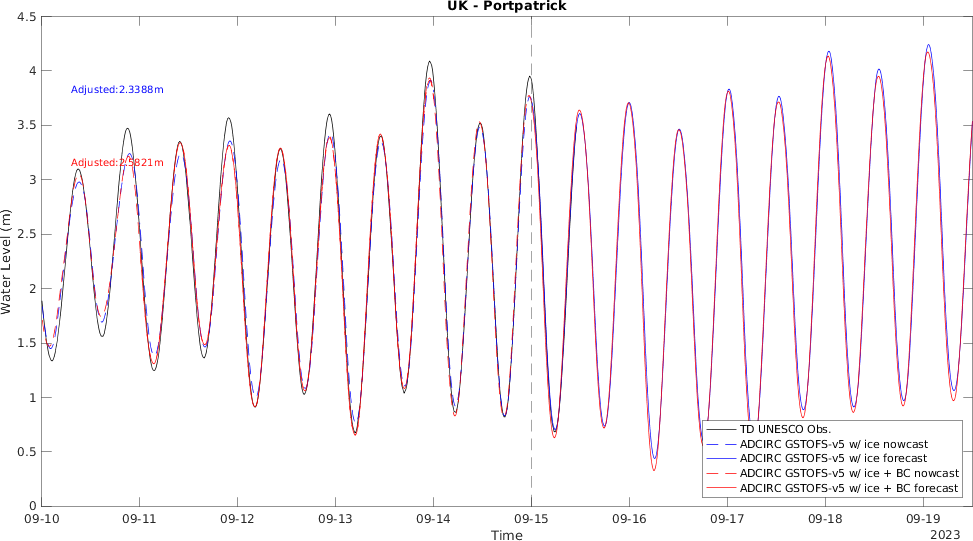 UK - Portpatrick
4.5
4
3.5
3
2.5
2
1.5
1
0.5
0
Water Level (m)
Adjusted:2.3388m
Adjusted:2.5821m
TD UNESCO Obs.
ADCIRC GSTOFS-v5 w/ ice nowcast
ADCIRC GSTOFS-v5 w/ ice forecast
ADCIRC GSTOFS-v5 w/ ice + BC nowcast
ADCIRC GSTOFS-v5 w/ ice + BC forecast
09-10 09-11 09-12 09-13 09-14 09-15 09-16 09-17 09-18 09-19
Time
2023